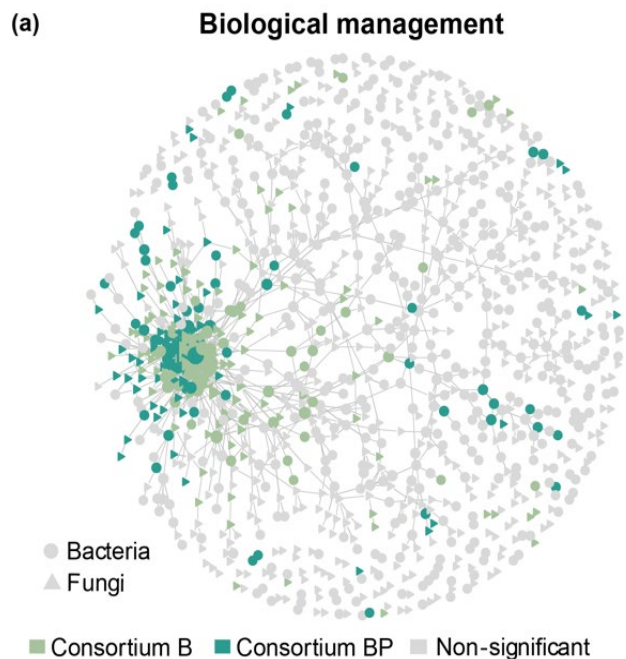 (a) Biological management
Bacteria
Fungi
Consortium B Consortium BP Non-significant